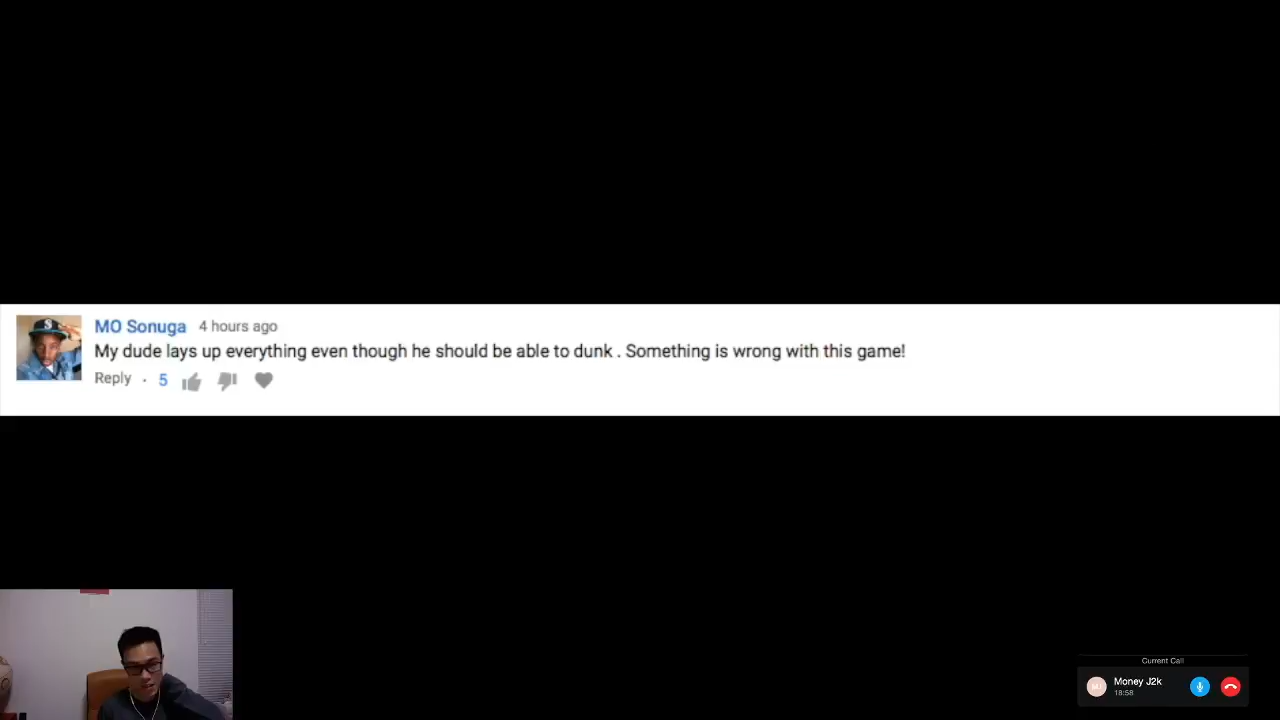 MO Sonuga 4 hours ago
My dude lays up everything even though he should be able to dunk . Something is wrong with this game!
Reply · 5
Current Call
Money J2k
18:58